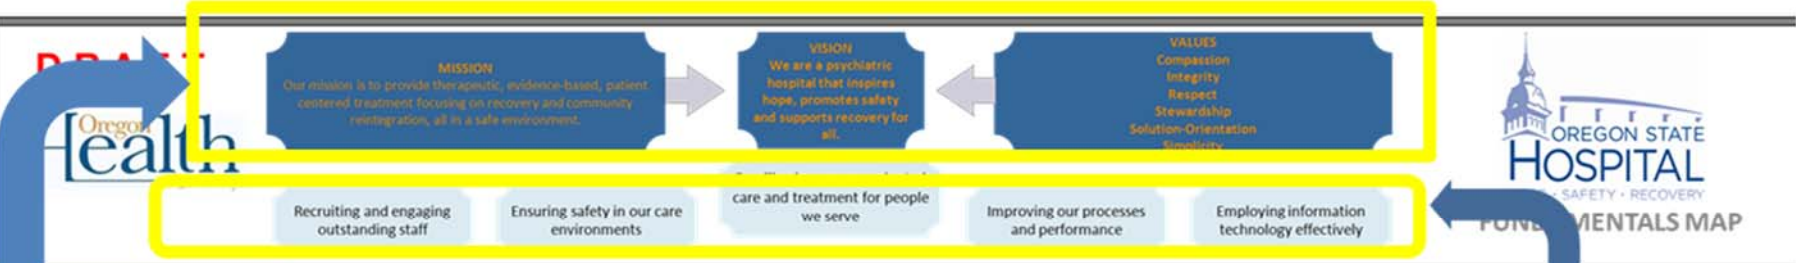 DRAFT
MISSION
Our mission is to provide therapeutic, evidence-based, patient
centered treatment focusing on recovery and community
reintegration, all in a safe environment.
VISION
We are a psychiatric
hospital that inspires
hope, promotes safety
and supports recovery for
all.
VALUES
Compassion
Integrity
Respect
Stewardship
Solution-Orientation
Simplicity
Oregon
Health
OREGON STATE
HOSPITAL
• SAFETY • RECOVERY
FUNDAMENTALS MAP
Recruiting and engaging
outstanding staff
Ensuring safety in our care
environments
care and treatment for people
we serve
Improving our processes
and performance
Employing information
technology effectively